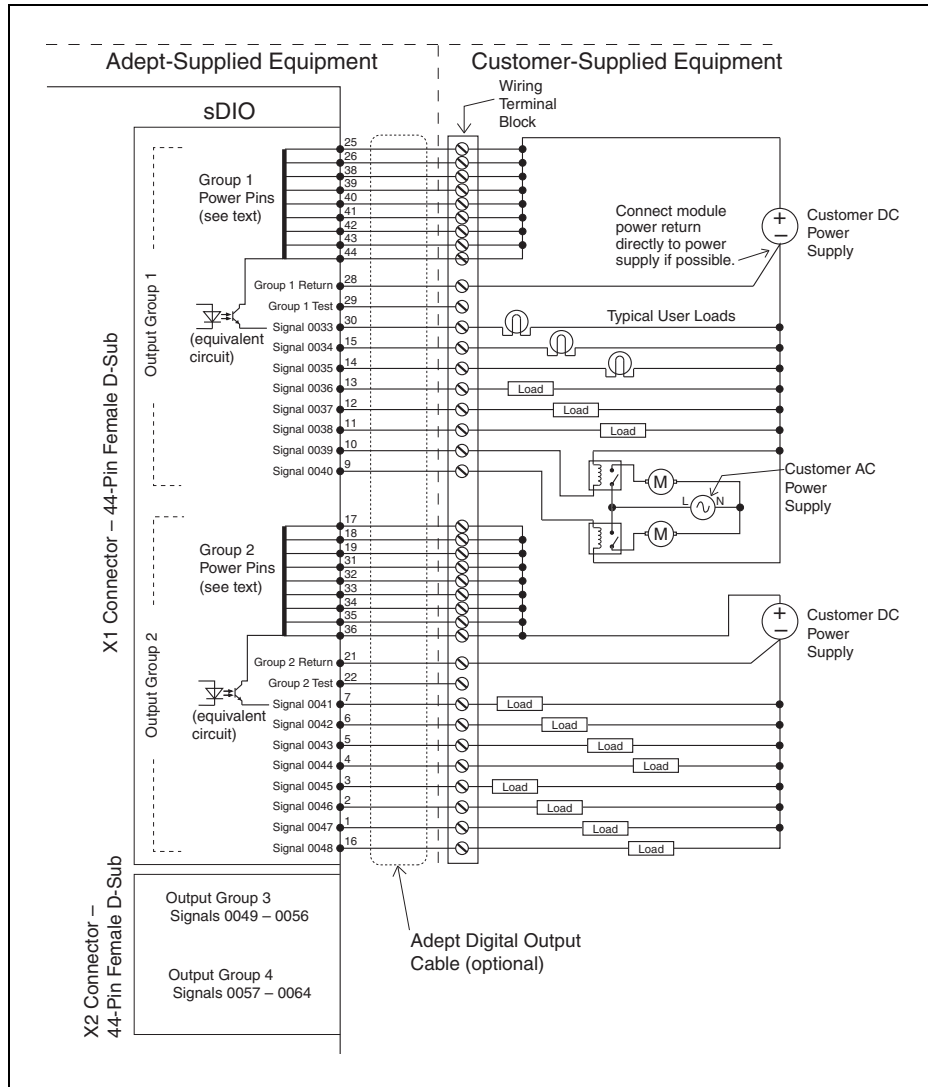 Adept-Supplied Equipment
Customer-Supplied Equipment
Wiring
Terminal
Block
sDIO
X1 Connector – 44-Pin Female D-Sub
Output Group 1
Group 1
Power Pins
(see text)
25
26
38
39
40
41
42
43
44
Connect module
power return
directly to power
supply if possible.
+
–
Customer DC
Power
Supply
(equivalent
circuit)
Group 1 Return 28
Group 1 Test 29
Signal 0033 30
Typical User Loads
Signal 0034 15
Signal 0035 14
Signal 0036 13 Load
Signal 0037 12 Load
Signal 0038 11 Load
Signal 0039 10
Signal 0040 9
M
L N
M
Customer AC
Power
Supply
Output Group 2
Group 2
Power Pins
(see text)
17
18
19
31
32
33
34
35
36
+
–
Customer DC
Power
Supply
(equivalent
circuit)
Group 2 Return 21
Group 2 Test 22
Signal 0041 7 Load
Signal 0042 6 Load
Signal 0043 5 Load
Signal 0044 4 Load
Signal 0045 3 Load
Signal 0046 2 Load
Signal 0047 1 Load
Signal 0048 16 Load
X2 Connector –
44-Pin Female D-Sub
Output Group 3
Signals 0049 – 0056
Output Group 4
Signals 0057 – 0064
Adept Digital Output
Cable (optional)